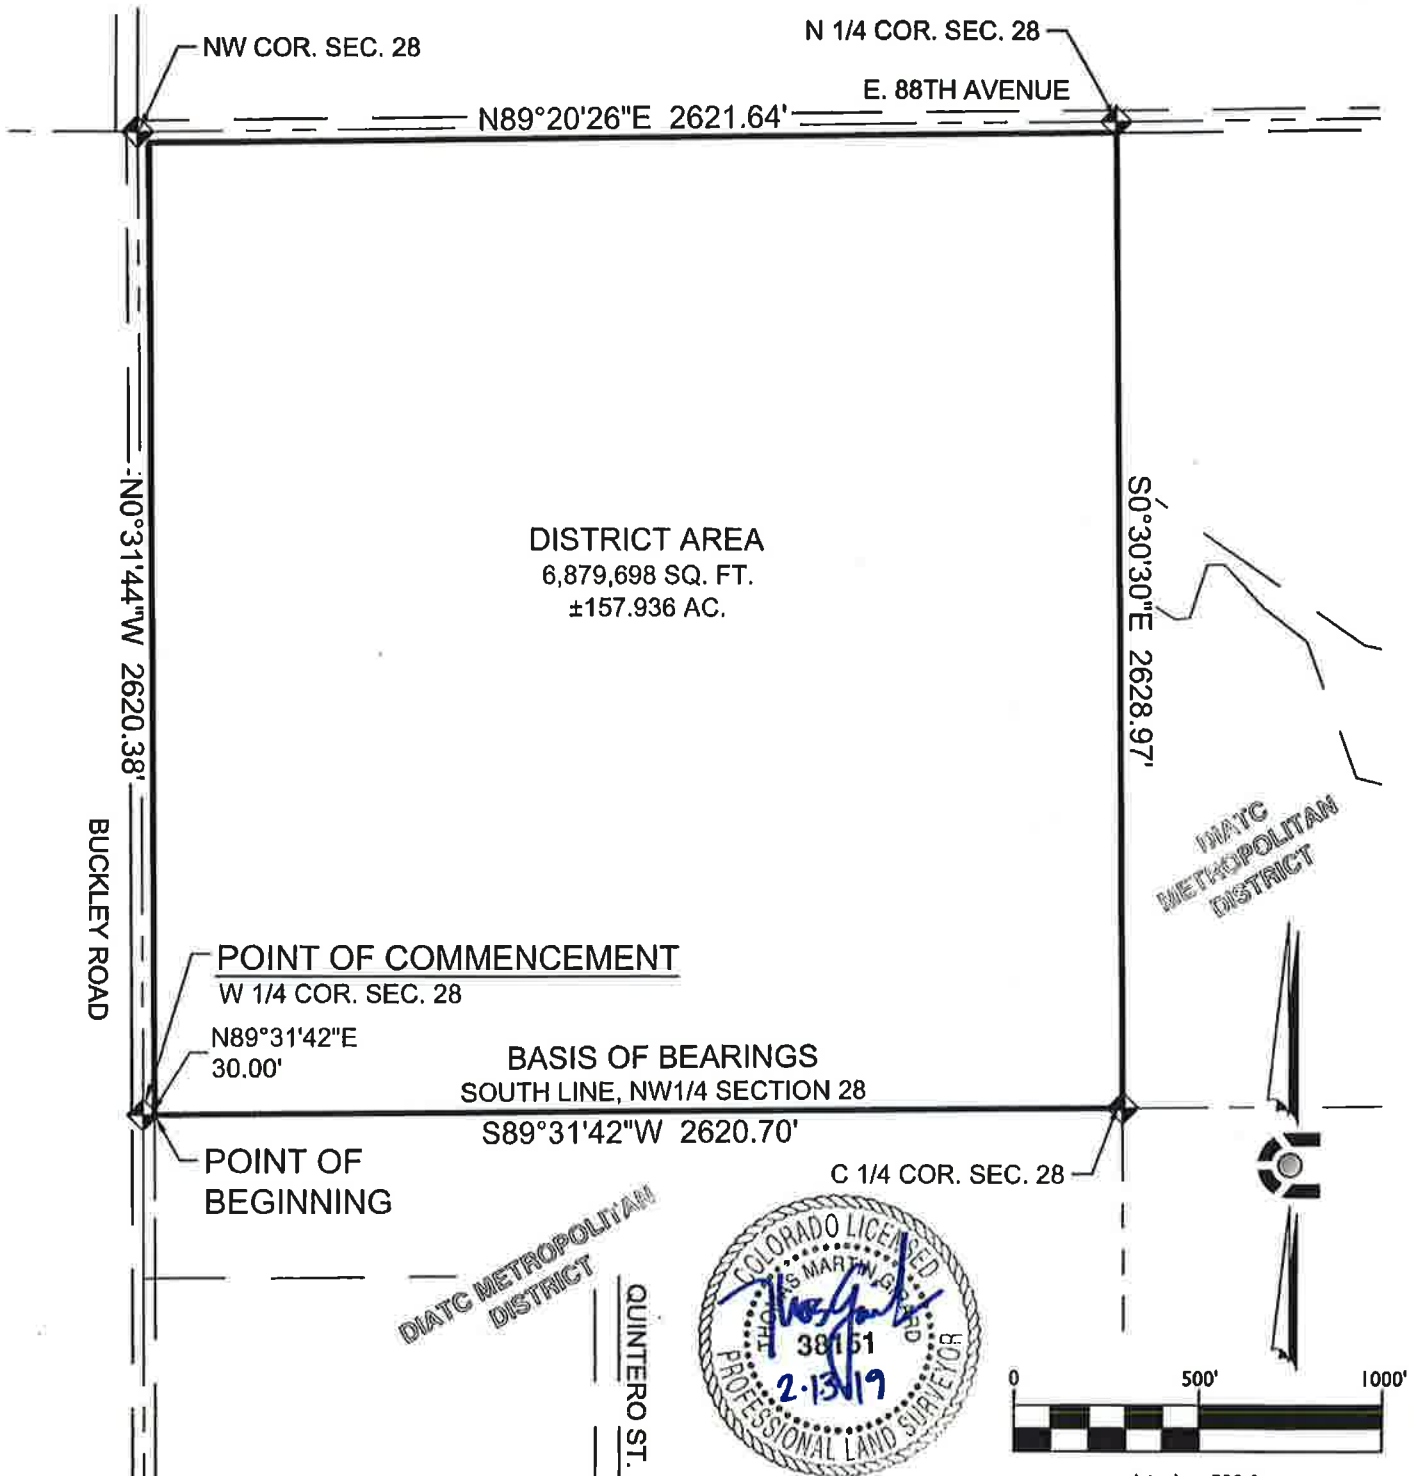 NW COR. SEC. 28
N 1/4 COR. SEC. 28
E. 88TH AVENUE
N89°20'26"E 2621.64'
N0°31'44"W 2620.38'
S0°30'30"E 2628.97'
DISTRICT AREA
6,879,698 SQ. FT.
±157.936 AC.
DIATC
METROPOLITAN
DISTRICT
BUCKLEY ROAD
POINT OF COMMENCEMENT
W 1/4 COR. SEC. 28
N89°31'42"E
30.00'
BASIS OF BEARINGS
SOUTH LINE, NW1/4 SECTION 28
S89°31'42"W 2620.70'
C 1/4 COR. SEC. 28
POINT OF
BEGINNING
DIATC METROPOLITAN
DISTRICT
QUINTERO ST.
COLORADO LICENSED
THOMAS MARTIN
38151
2·13·19
PROFESSIONAL LAND SURVEYOR
0 500' 1000'